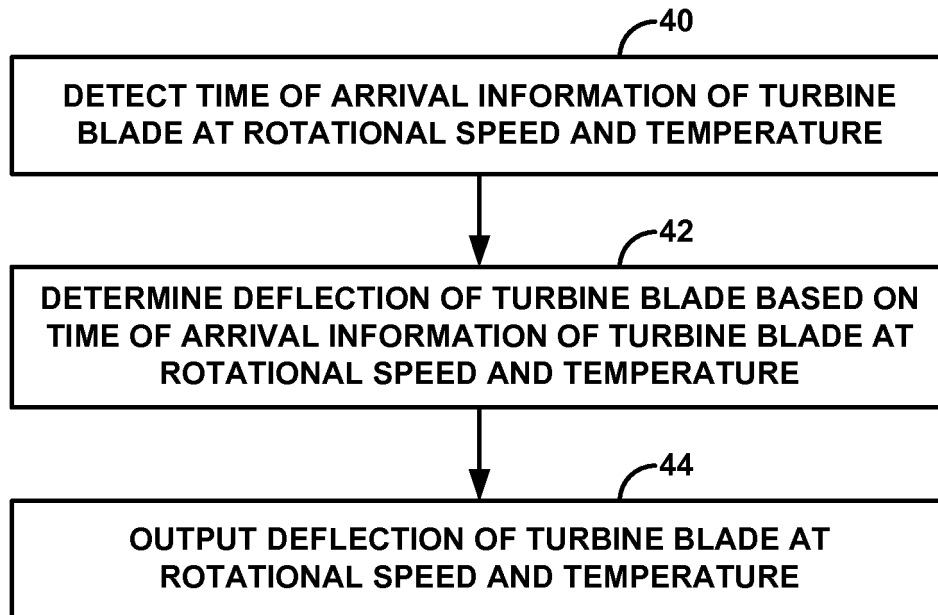 40
DETECT TIME OF ARRIVAL INFORMATION OF TURBINE
BLADE AT ROTATIONAL SPEED AND TEMPERATURE
42
DETERMINE DEFLECTION OF TURBINE BLADE BASED ON
TIME OF ARRIVAL INFORMATION OF TURBINE BLADE AT
ROTATIONAL SPEED AND TEMPERATURE
44
OUTPUT DEFLECTION OF TURBINE BLADE AT
ROTATIONAL SPEED AND TEMPERATURE